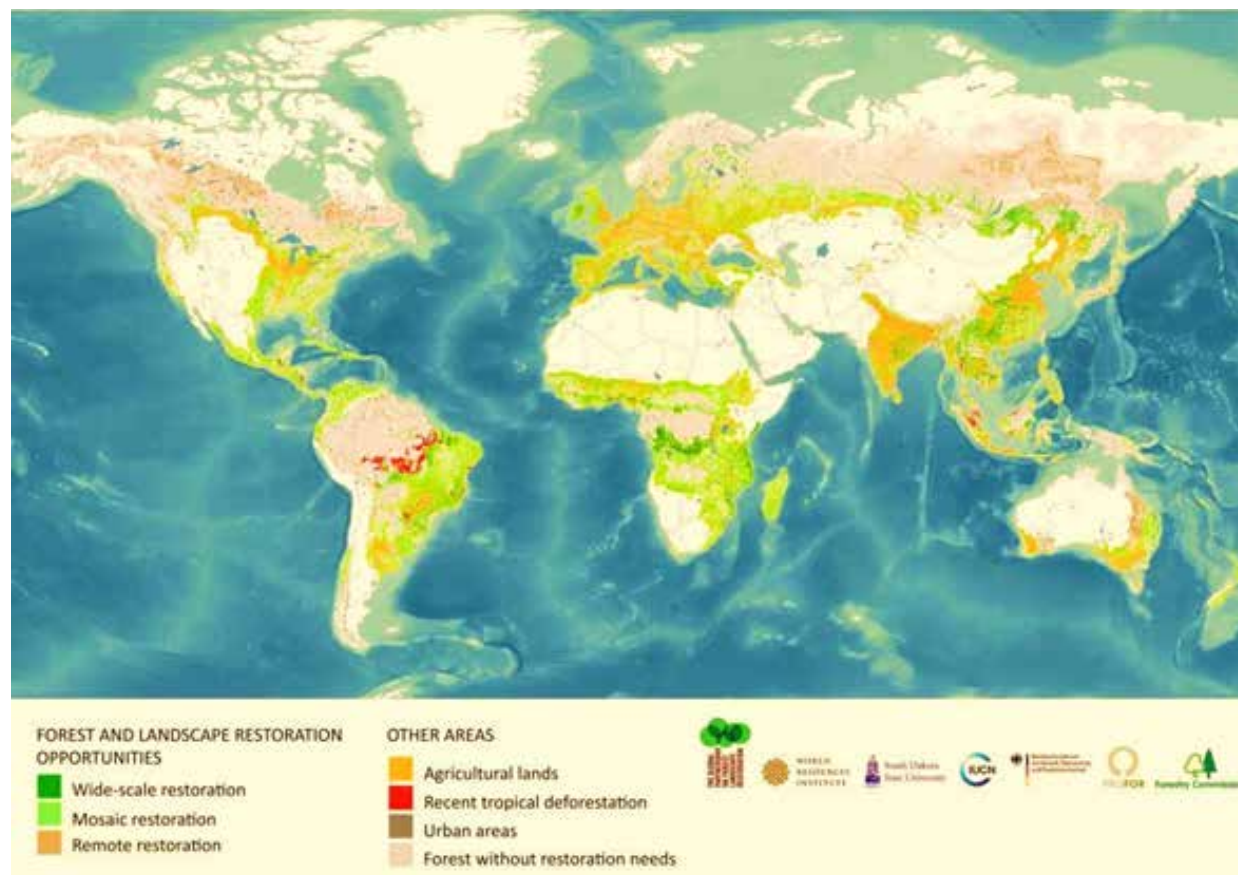 FOREST AND LANDSCAPE RESTORATION
OPPORTUNITIES
Wide-scale restoration
Mosaic restoration
Remote restoration
OTHER AREAS
Agricultural lands
Recent tropical deforestation
Urban areas
Forest without restoration needs
WORLD
RESOURCES
INSTITUTE
South Dakota
State University
IUCN
PROFOR
Forestry Commission